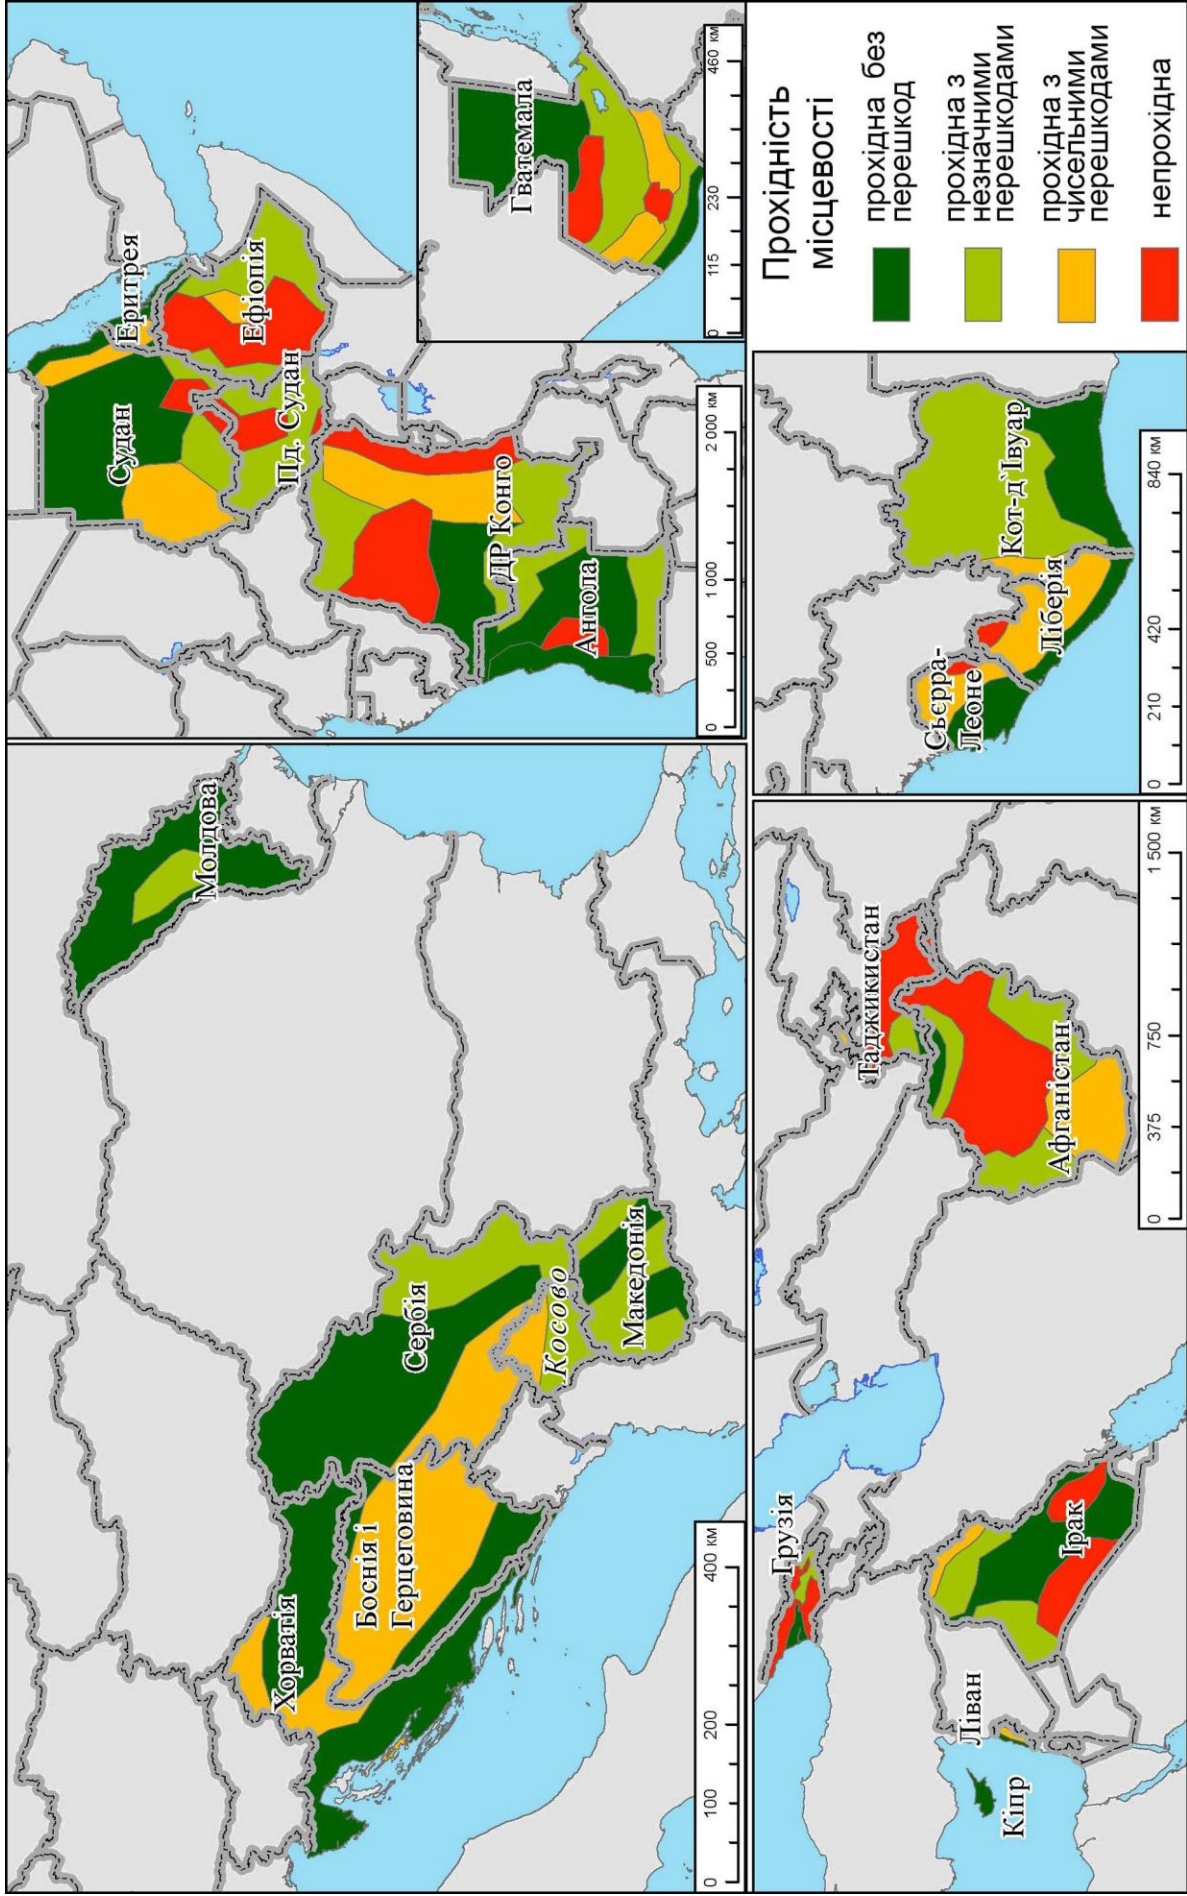 Молдова
Хорватія
Боснія і
Герцеговина
Сербія
Косово
Македонія
0 100 200 400 км
Судан
Еритрея
Пд. Судан
Ефіопія
ДР Конго
Ангола
0 500 1 000 2 000 км
Гватемала
0 115 230 460 км
Грузія
Таджикистан
Ліван
Кіпр
Ірак
Афганістан
0 375 750 1 500 км
Сьєрра-
Леоне
Ліберія
Кот-д`Івуар
0 210 420 840 км
Прохідність
місцевості
прохідна без
перешкод
прохідна з
незначними
перешкодами
прохідна з
чисельними
перешкодами
непрохідна